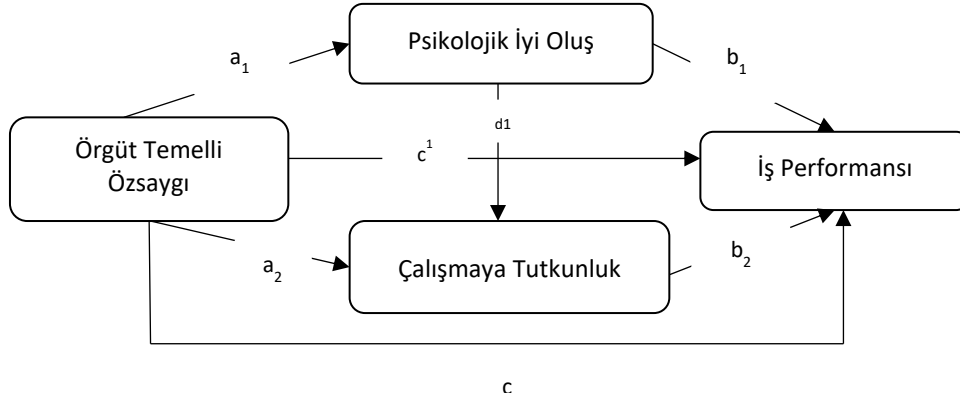 Psikolojik İyi Oluş
a₁
b₁
d1
Örgüt Temelli
Özsaygı
c¹
İş Performansı
a₂
Çalışmaya Tutkunluk
b₂
c